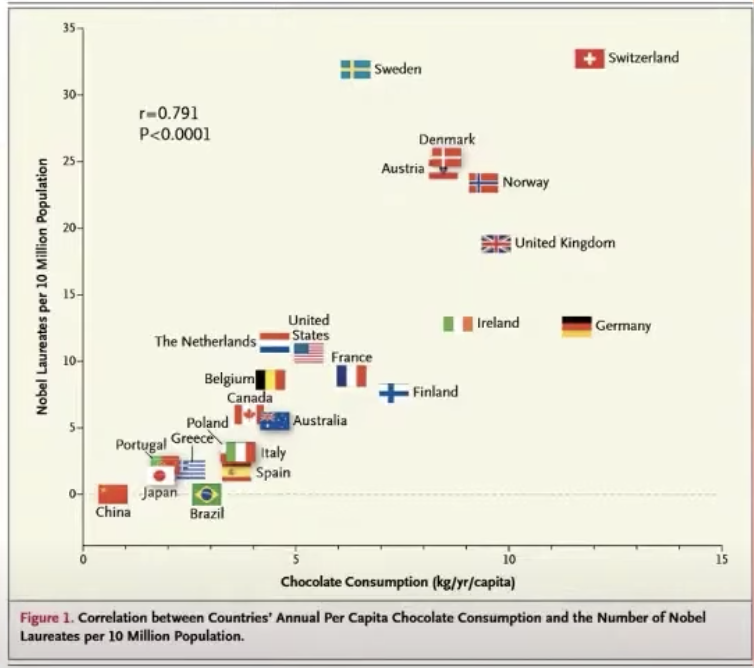 35
30
25
20
15
10
5
0
Nobel Laureates per 10 Million Population
r=0.791
P<0.0001
Sweden
Switzerland
Denmark
Austria
Norway
United Kingdom
Ireland
Germany
United
States
The Netherlands
France
Belgium
Finland
Canada
Australia
Poland
Greece
Portugal
Italy
Spain
Japan
China
Brazil
0
5
10
15
Chocolate Consumption (kg/yr/capita)
Figure 1. Correlation between Countries’ Annual Per Capita Chocolate Consumption and the Number of Nobel
Laureates per 10 Million Population.